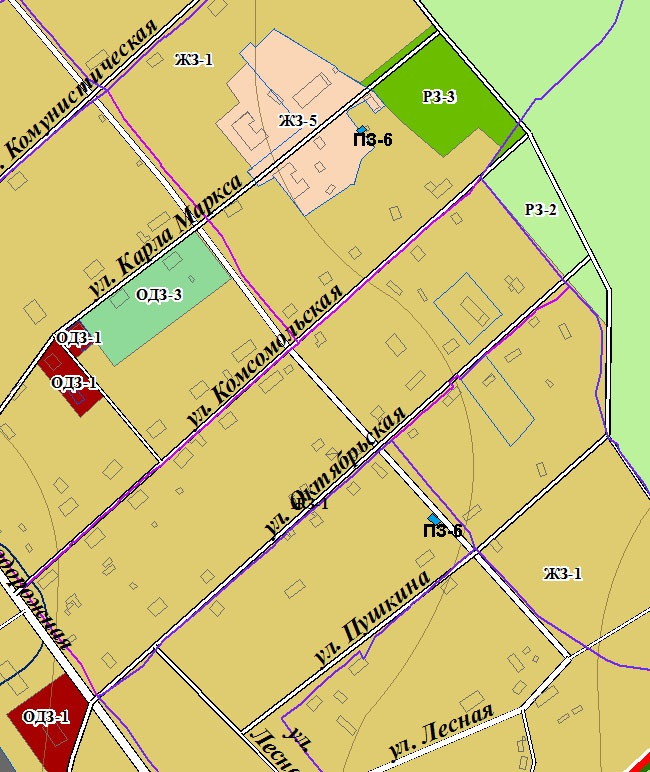 . Комунистическая
ЖЗ-1
РЗ-3
ЖЗ-5
ПЗ-6
ул. Карла Маркса
РЗ-2
ОДЗ-3
ул. Комсомольская
ОДЗ-1
ОДЗ-1
ул. Октябрьская
ЖЗ-1
ПЗ-6
ЖЗ-1
ул. Пушкина
ОДЗ-1
ул. Лесная
ул.